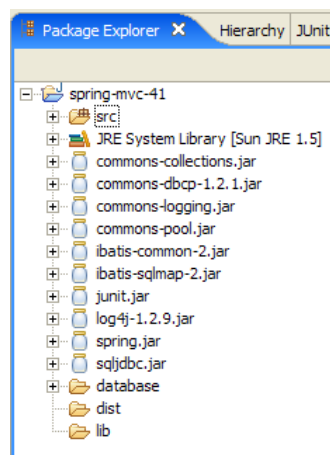 Package Explorer Hierarchy JUnit
spring-mvc-41
src
JRE System Library [Sun JRE 1.5]
commons-collections.jar
commons-dbcp-1.2.1.jar
commons-logging.jar
commons-pool.jar
ibatis-common-2.jar
ibatis-sqlmap-2.jar
junit.jar
log4j-1.2.9.jar
spring.jar
sqljdbc.jar
database
dist
lib